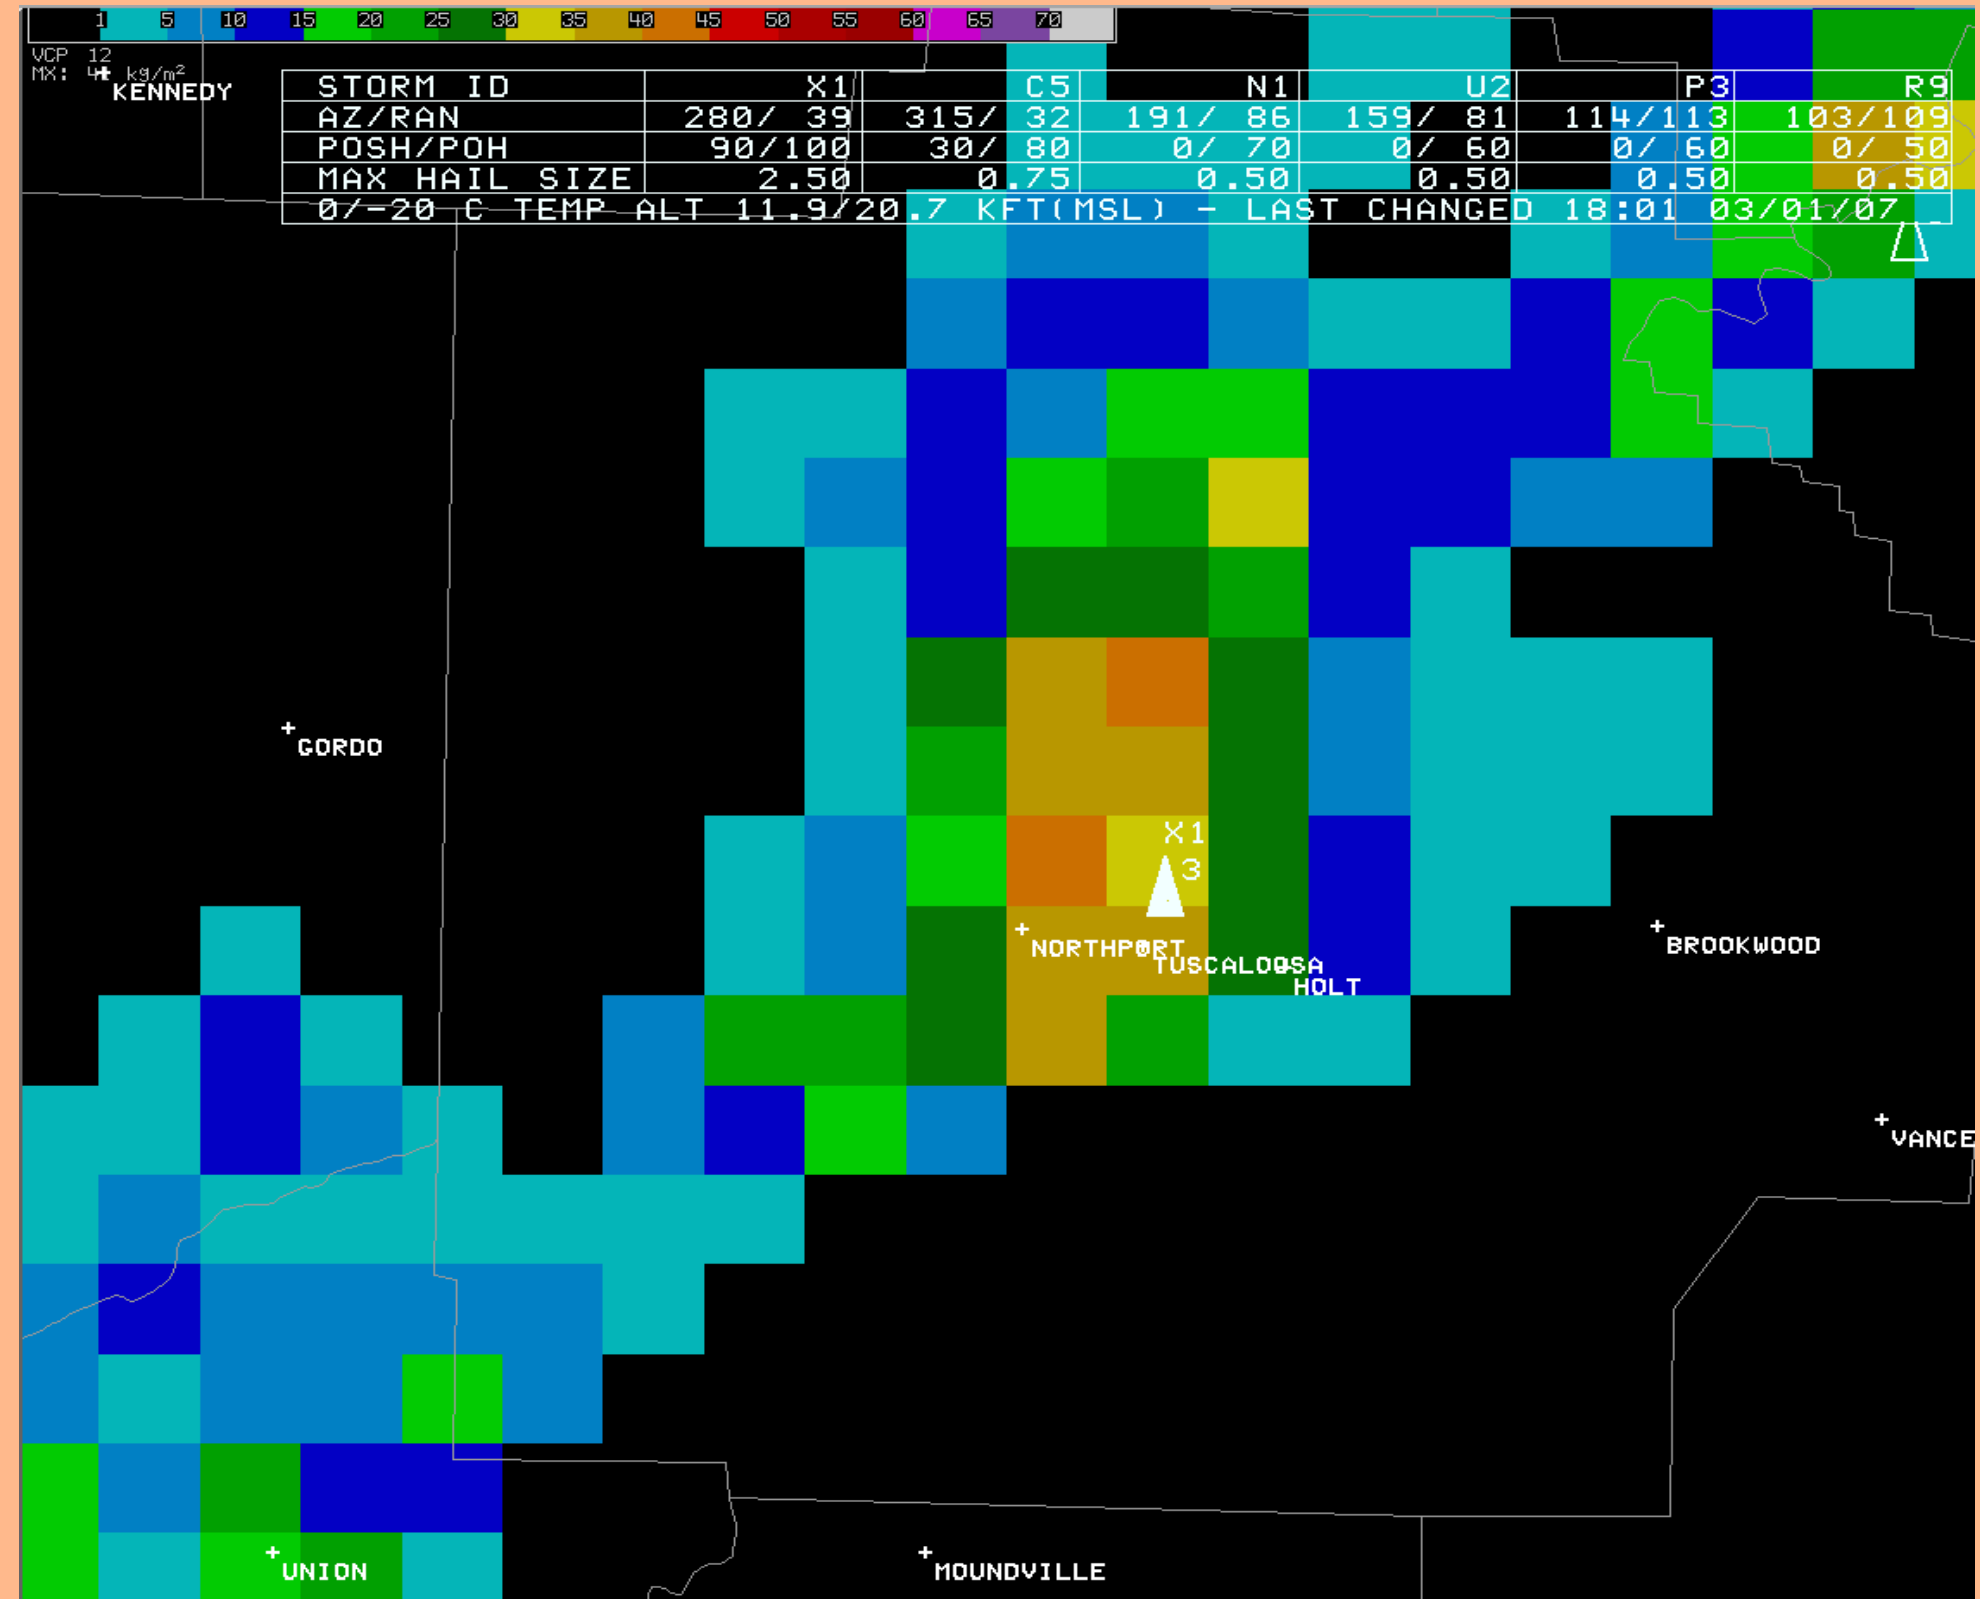 1 5 10 15 20 25 30 35 40 45 50 55 60 65 70
VCP 12
MX: kg/m²
KENNEDY
STORM ID X1 C5 N1 U2 P3 R9
AZ/RAN 280/ 39 315/ 32 191/ 86 159/ 81 114/113 103/109
POSH/POH 90/100 30/ 80 0/ 70 0/ 60 0/ 60 0/ 50
MAX HAIL SIZE 2.50 0.75 0.50 0.50 0.50 0.50
0/-20 C TEMP ALT 11.9/20.7 KFT(MSL) - LAST CHANGED 18:01 03/01/07
GORDO
X1
3
NORTHPORT
BROOKWOOD
TUSCALOOSA
HOLT
VANCE
UNION
MOUNDVILLE